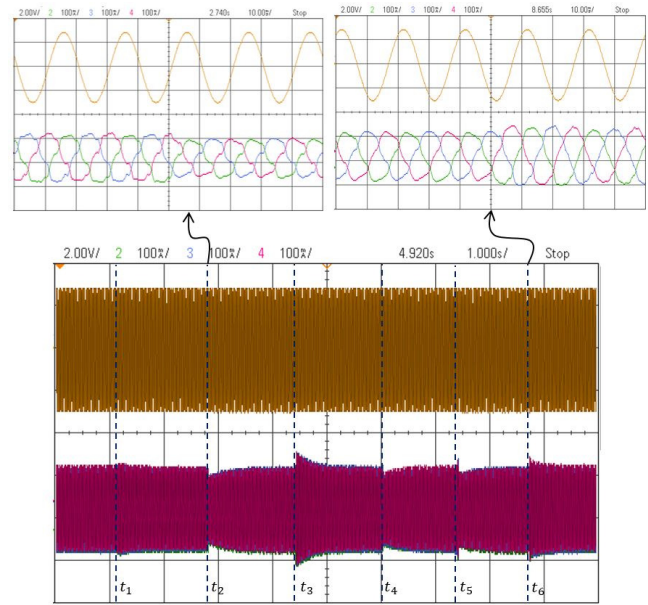 2.00V/ 2 100%/ 3 100%/ 4 100%/ 2.740s 10.00%/ Stop
2.00V/ 2 100%/ 3 100%/ 4 100%/ 8.655s 10.00%/ Stop
2.00V/ 2 100%/ 3 100%/ 4 100%/ 4.920s 1.000s/ Stop
t1 t2 t3 t4 t5 t6